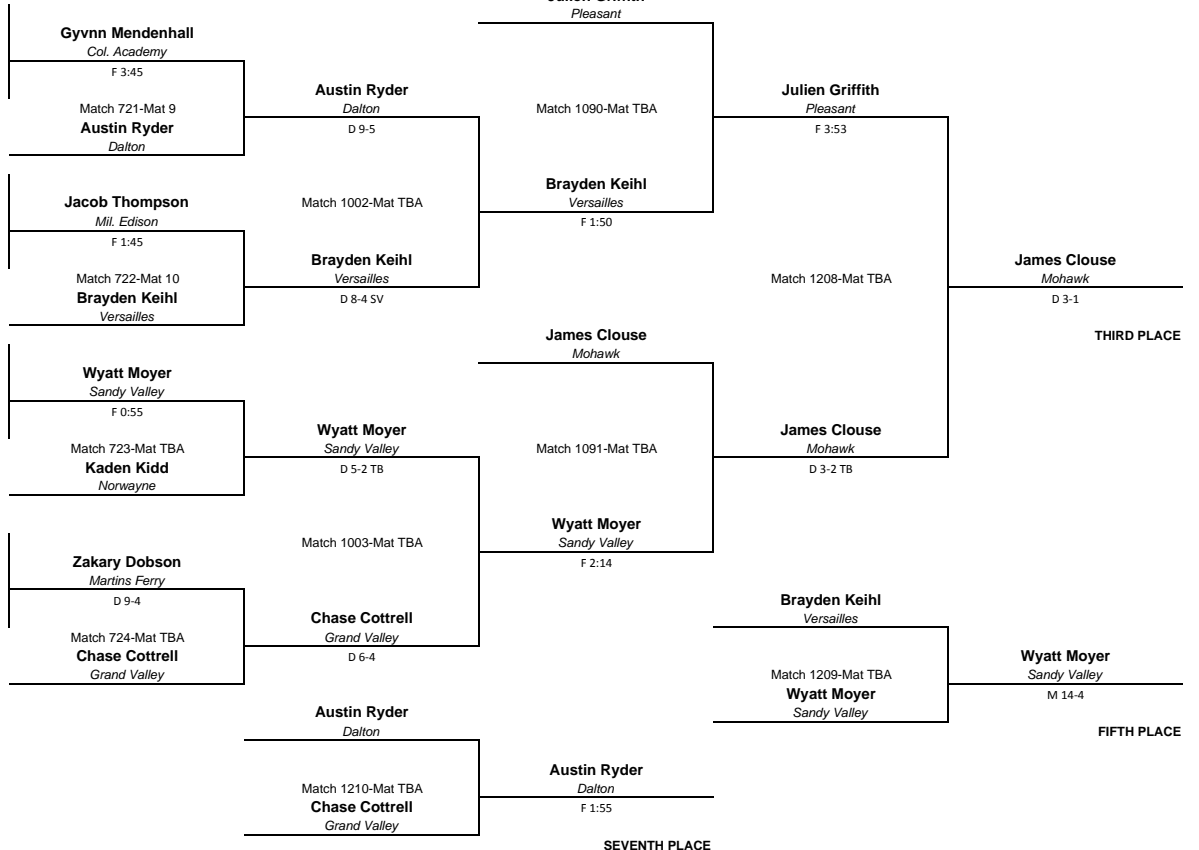 Julien Griffith
Pleasant
Gyvnn Mendenhall
Col. Academy
F 3:45
Match 721-Mat 9
Austin Ryder
Dalton
Austin Ryder
Dalton
D 9-5
Match 1090-Mat TBA
Julien Griffith
Pleasant
F 3:53
Jacob Thompson
Mil. Edison
F 1:45
Match 722-Mat 10
Brayden Keihl
Versailles
Match 1002-Mat TBA
Brayden Keihl
Versailles
D 8-4 SV
Brayden Keihl
Versailles
F 1:50
Match 1208-Mat TBA
James Clouse
Mohawk
D 3-1
THIRD PLACE
James Clouse
Mohawk
Wyatt Moyer
Sandy Valley
F 0:55
Match 723-Mat TBA
Kaden Kidd
Norwayne
Wyatt Moyer
Sandy Valley
D 5-2 TB
Match 1091-Mat TBA
James Clouse
Mohawk
D 3-2 TB
Match 1003-Mat TBA
Wyatt Moyer
Sandy Valley
F 2:14
Zakary Dobson
Martins Ferry
D 9-4
Match 724-Mat TBA
Chase Cottrell
Grand Valley
Chase Cottrell
Grand Valley
D 6-4
Brayden Keihl
Versailles
Match 1209-Mat TBA
Wyatt Moyer
Sandy Valley
Wyatt Moyer
Sandy Valley
M 14-4
FIFTH PLACE
Austin Ryder
Dalton
Match 1210-Mat TBA
Chase Cottrell
Grand Valley
Austin Ryder
Dalton
F 1:55
SEVENTH PLACE